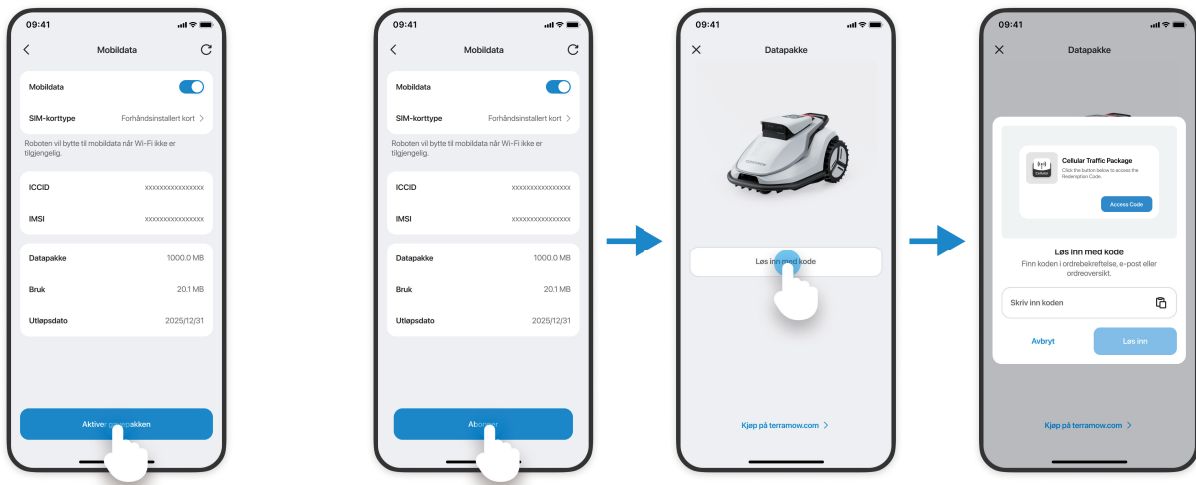 09:41
Mobildata
Mobildata
SIM-korttype
Forhåndsinstallert kort
Roboten vil bytte til mobildata når Wi-Fi ikke er
tilgjengelig.
ICCID
xxxxxxxxxxxxxxxx
IMSI
xxxxxxxxxxxxxxxx
Datapakke
1000.0 MB
Bruk
20.1 MB
Utløpsdato
2025/12/31
09:41
Mobildata
Mobildata
SIM-korttype
Forhåndsinstallert kort
Roboten vil bytte til mobildata når Wi-Fi ikke er
tilgjengelig.
ICCID
xxxxxxxxxxxxxxxx
IMSI
xxxxxxxxxxxxxxxx
Datapakke
1000.0 MB
Bruk
20.1 MB
Utløpsdato
2025/12/31
Abonner
09:41
Datapakke
Løs inn med kode
Kjøp på terramow.com
09:41
Datapakke
Cellular
Cellular Traffic Package
Click the button below to access the
Redemption Code
Access Code
Løs inn med kode
Finn koden i ordrebekreftelse, e-post eller
ordreoversikt.
Skriv inn koden
Avbryt
Løs inn
Kjøp på terramow.com